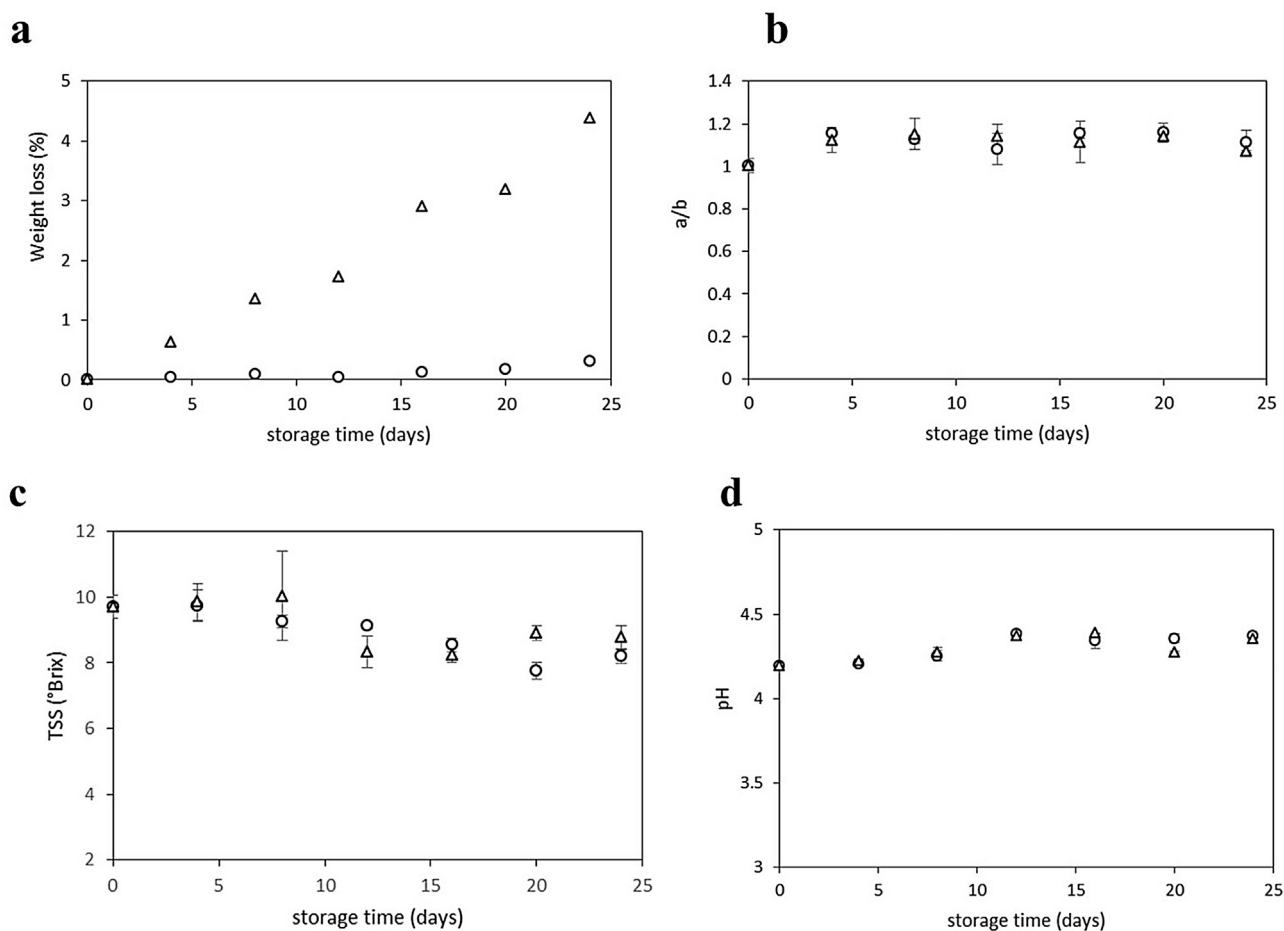 a
5
4
3
2
1
0
Weight loss (%)
0 5 10 15 20 25
storage time (days)
b
1.4
1.2
1
0.8
0.6
0.4
0.2
0
a/b
0 5 10 15 20 25
storage time (days)
c
12
10
8
6
4
2
TSS (°Brix)
0 5 10 15 20 25
storage time (days)
d
5
4.5
4
3.5
3
pH
0 5 10 15 20 25
storage time (days)